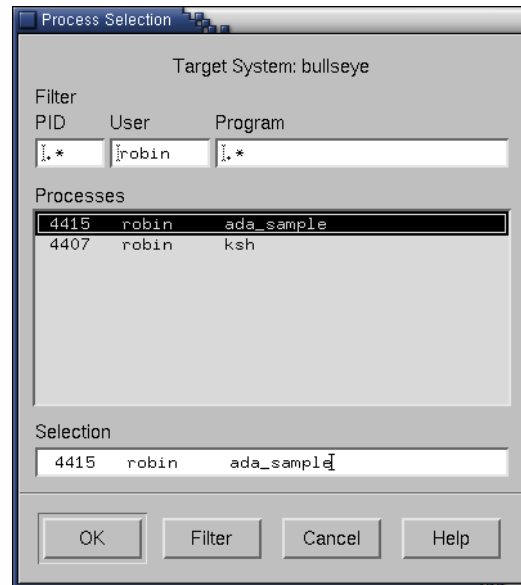 Process Selection
Target System: bullseye
Filter
PID User Program
.* robin .*
Processes
4415 robin ada_sample
4407 robin ksh
Selection
4415 robin ada_sample
OK Filter Cancel Help